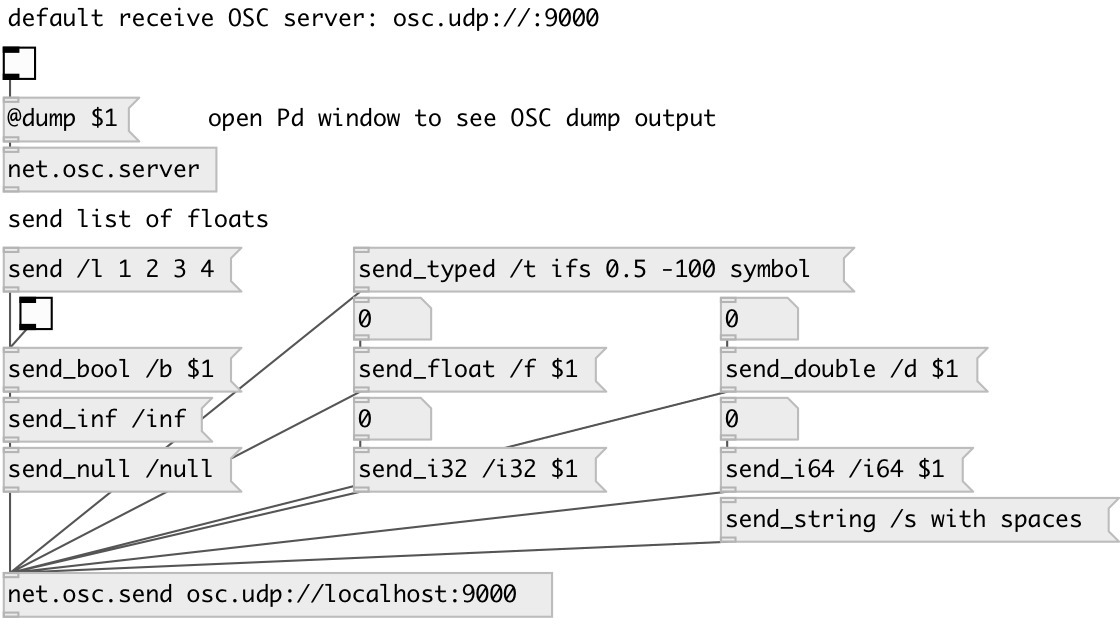 default receive OSC server: osc.udp://:9000
@dump $1
open Pd window to see OSC dump output
net.osc.server
send list of floats
send /l 1 2 3 4
send_typed /t ifs 0.5 -100 symbol
0
0
send_bool /b $1
send_float /f $1
send_double /d $1
send_inf /inf
0
0
send_null /null
send_i32 /i32 $1
send_i64 /i64 $1
send_string /s with spaces
net.osc.send osc.udp://localhost:9000